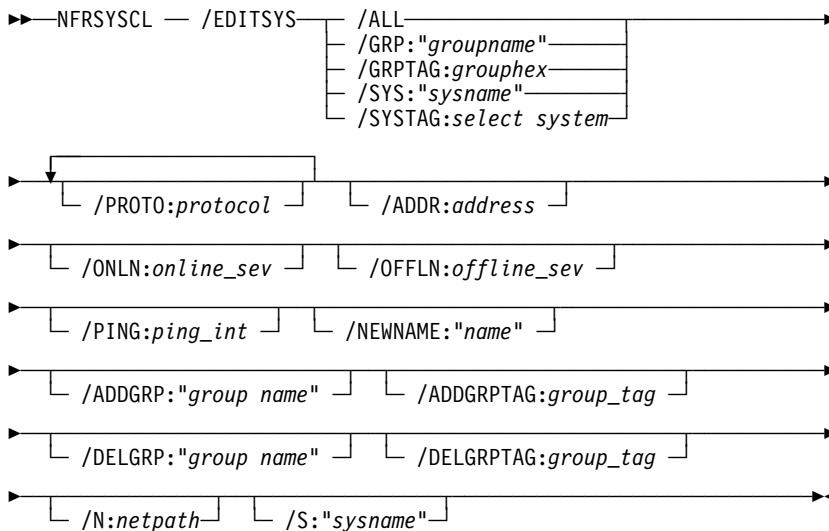 NFRSYSCL — /EDITSYS /ALL
/GRP:"groupname"
/GRPTAG:grouphex
/SYS:"sysname"
/SYSTAG:select system
/PROTO:protocol /ADDR:address
/ONLN:online_sev /OFFLN:offline_sev
/PING:ping_int /NEWNAME:"name"
/ADDGRP:"group name" /ADDGRPTAG:group_tag
/DELGRP:"group name" /DELGRPTAG:group_tag
/N:netpath /S:"sysname"